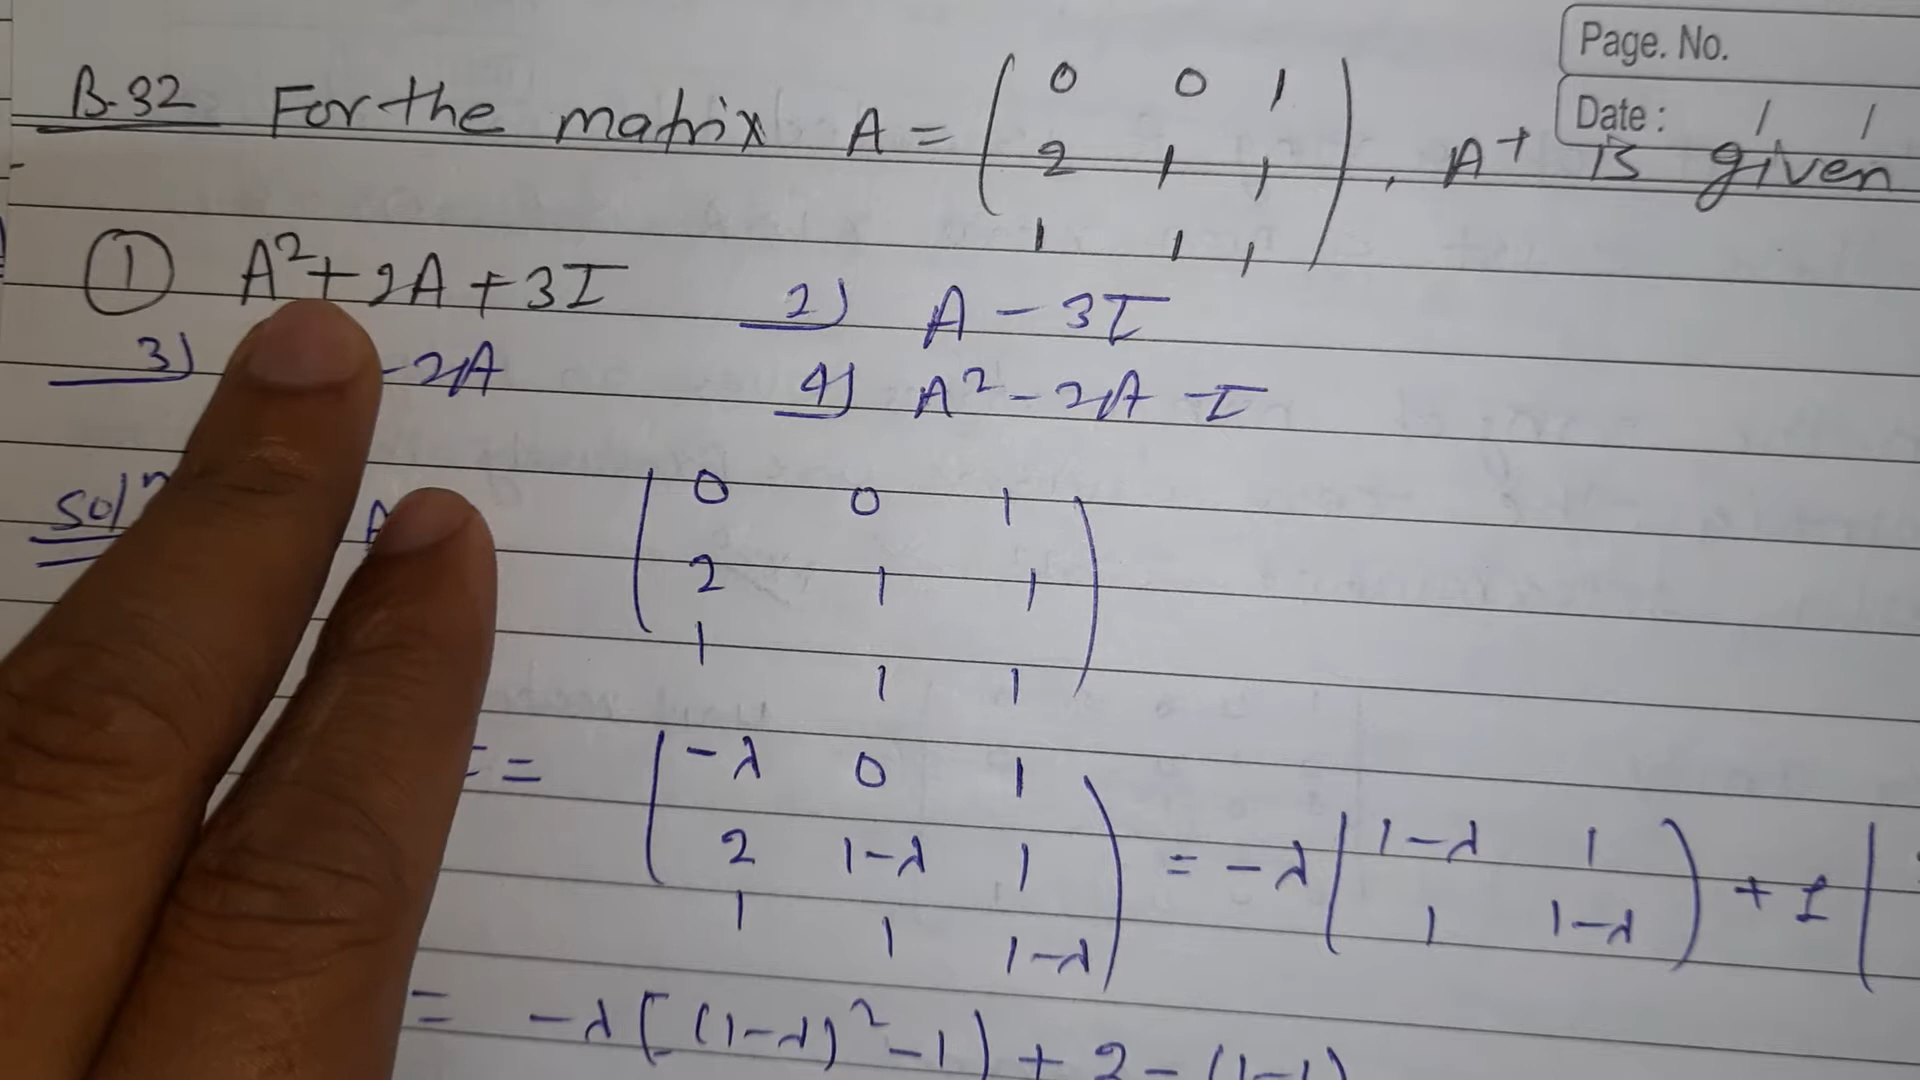 Page. No.
Date: / /
B-32 For the matrix A = ( 0 0 1
2 1 1
1 1 1 ), A+ is given
① A² + 2A + 3I 2) A - 3I
3) - 2A 4) A² - 2A - I
Solⁿ A ( 0 0 1
2 1 1
1 1 1 )
= | -λ 0 1
2 1-λ 1
1 1 1-λ ) = -λ | 1-λ 1
1 1-λ ) + 1 |
= -λ [ (1-λ)² - 1 ) + 2 - (1-λ)